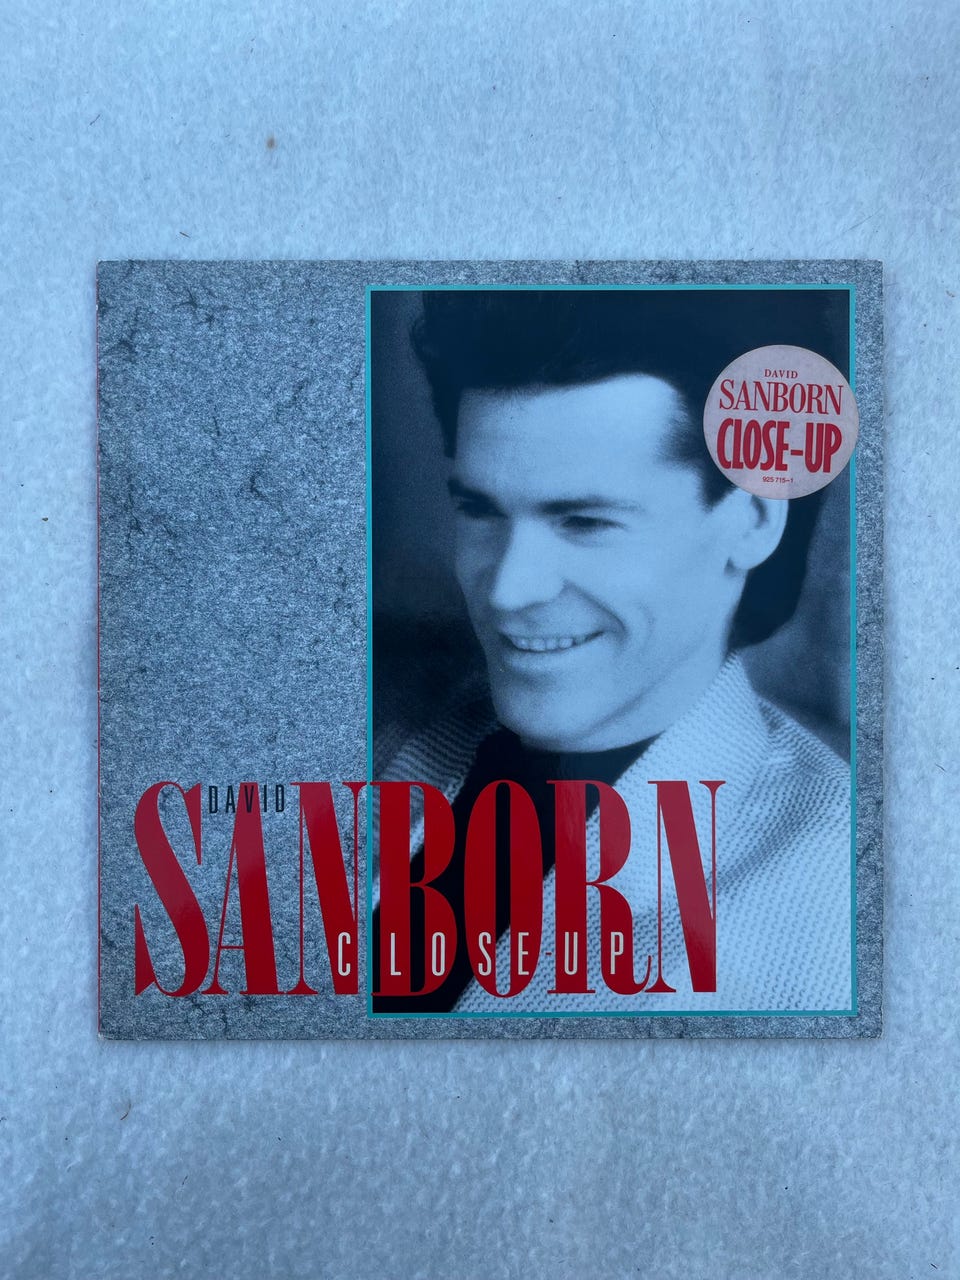 DAVID
SANBORN
CLOSE-UP
925 715-1
DAVID
SANBORN
CLOSE-UP